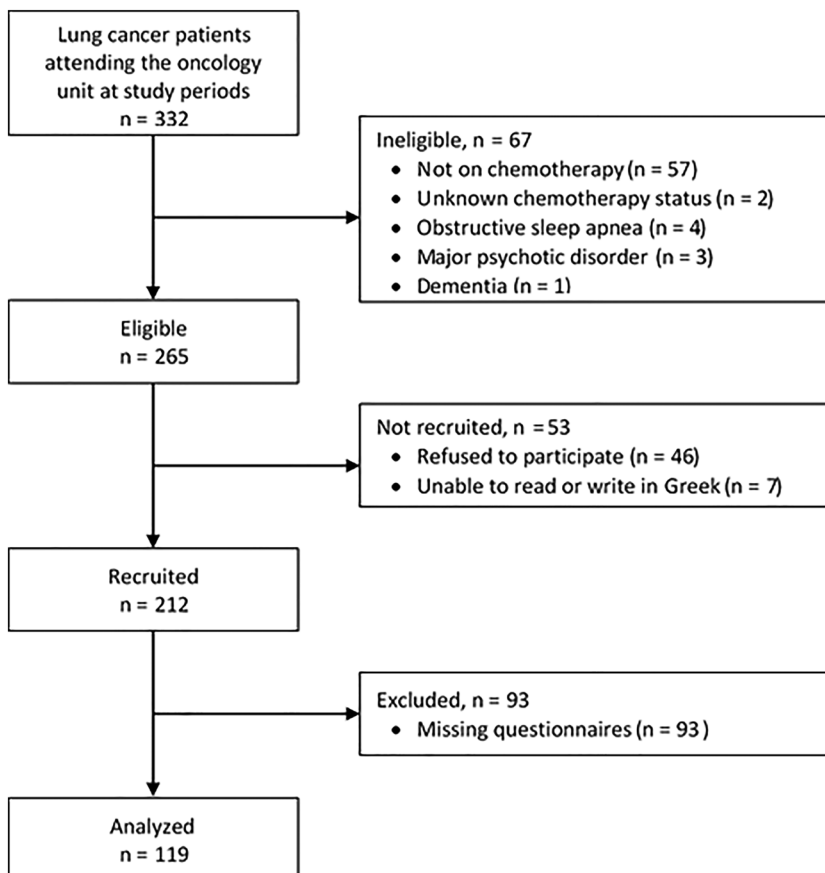 Lung cancer patients
attending the oncology
unit at study periods
n = 332
Ineligible, n = 67
• Not on chemotherapy (n = 57)
• Unknown chemotherapy status (n = 2)
• Obstructive sleep apnea (n = 4)
• Major psychotic disorder (n = 3)
• Dementia (n = 1)
Eligible
n = 265
Not recruited, n = 53
• Refused to participate (n = 46)
• Unable to read or write in Greek (n = 7)
Recruited
n = 212
Excluded, n = 93
• Missing questionnaires (n = 93)
Analyzed
n = 119